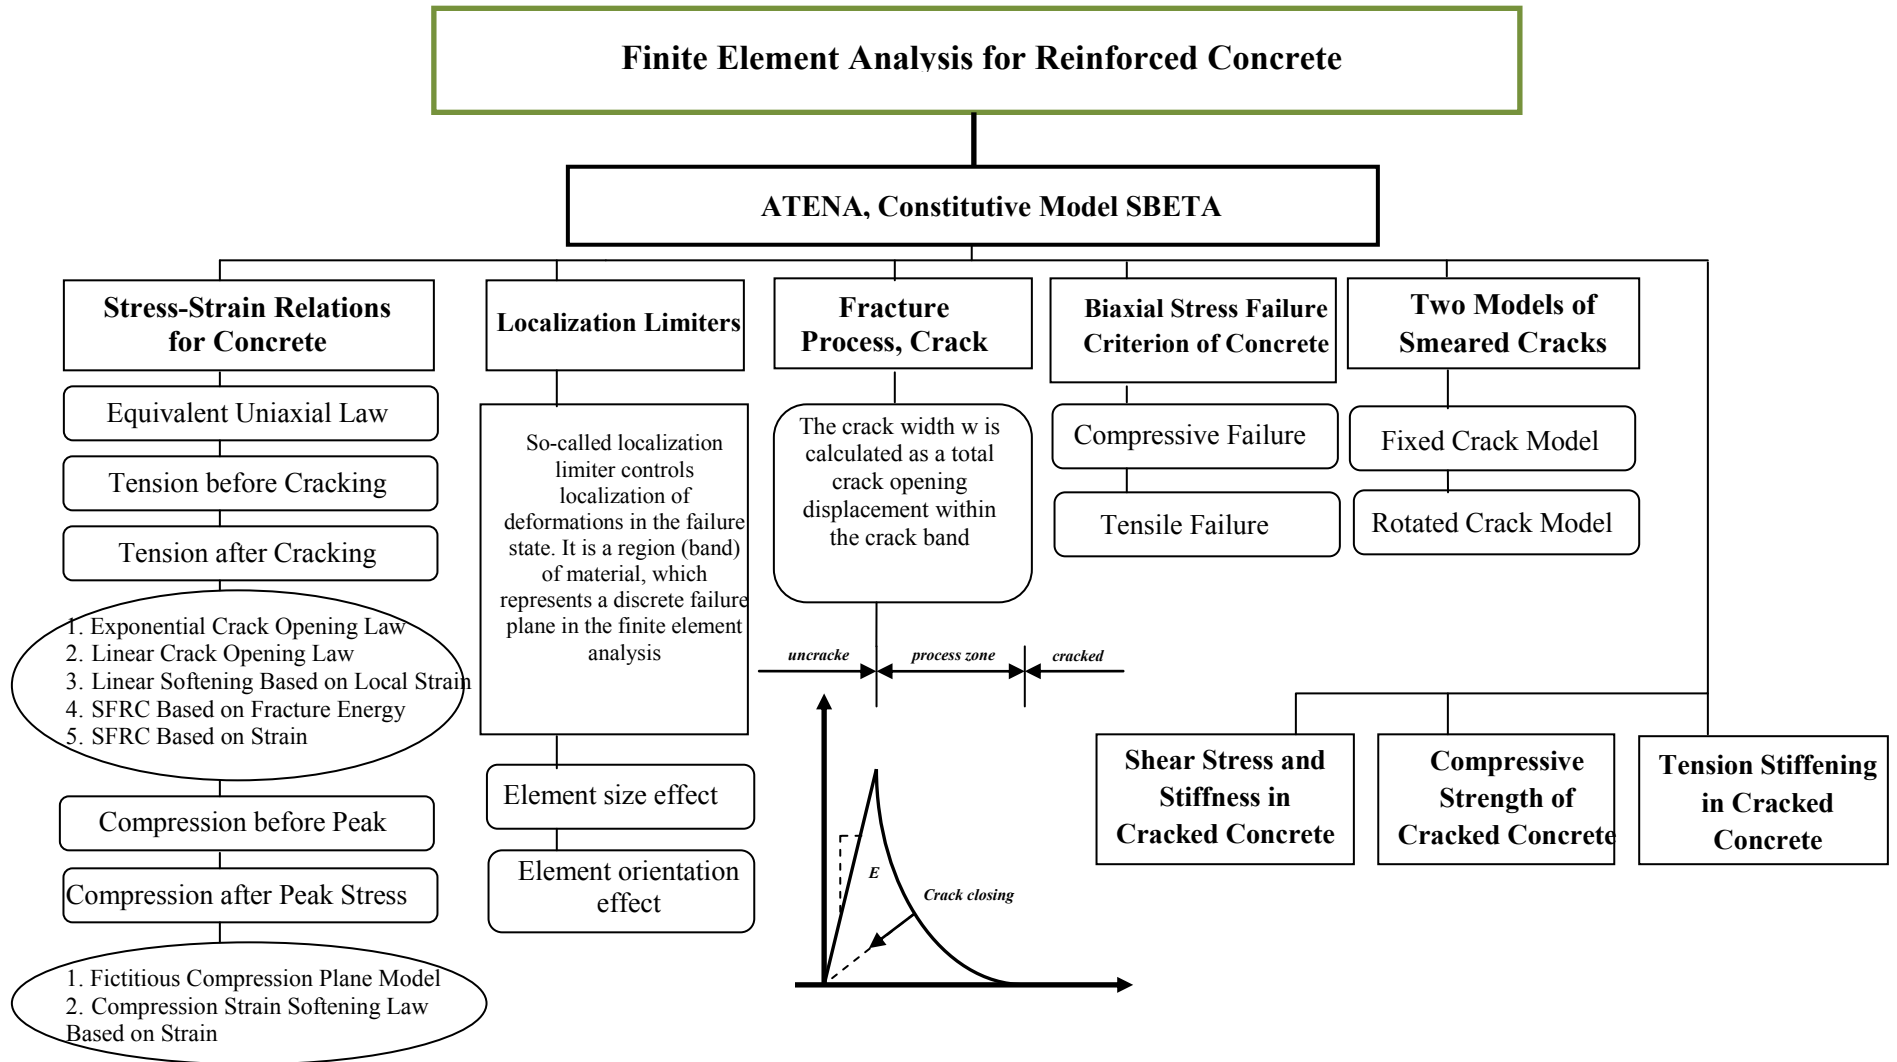 Finite Element Analysis for Reinforced Concrete
ATENA, Constitutive Model SBETA
Stress-Strain Relations
for Concrete
Equivalent Uniaxial Law
Tension before Cracking
Tension after Cracking
1. Exponential Crack Opening Law
2. Linear Crack Opening Law
3. Linear Softening Based on Local Strain
4. SFRC Based on Fracture Energy
5. SFRC Based on Strain
Compression before Peak
Compression after Peak Stress
1. Fictitious Compression Plane Model
2. Compression Strain Softening Law
Based on Strain
Localization Limiters
So-called localization
limiter controls
localization of
deformations in the failure
state. It is a region (band)
of material, which
represents a discrete failure
plane in the finite element
analysis
Element size effect
Element orientation
effect
Fracture
Process, Crack
The crack width w is
calculated as a total
crack opening
displacement within
the crack band
uncracke
process zone
cracked
E
Crack closing
Biaxial Stress Failure
Criterion of Concrete
Compressive Failure
Tensile Failure
Two Models of
Smeared Cracks
Fixed Crack Model
Rotated Crack Model
Shear Stress and
Stiffness in
Cracked Concrete
Compressive
Strength of
Cracked Concrete
Tension Stiffening
in Cracked
Concrete